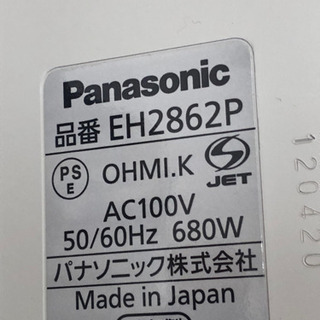 Panasonic
品番 EH2862P
PS E OHMI.K S JET
AC100V
50/60Hz 680W
パナソニック株式会社
Made in Japan
120420